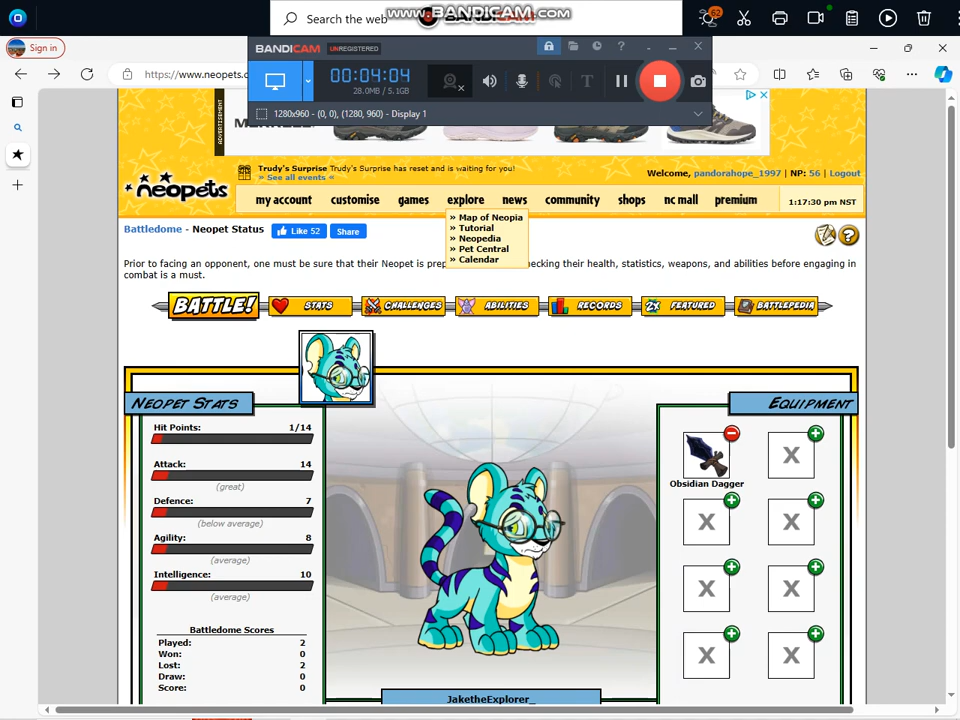 Search the web
www.BANDICAM.com
62
Sign in
BANDICAM UNREGISTERED
00:04:04
28.0MB / 5.1GB
1280x960 - (0, 0), (1280, 960) - Display 1
https://www.neopets.c
ADVERTISEMENT
Trudy's Surprise Trudy's Surprise has reset and is waiting for you!
» See all events «
Welcome, pandorahope_1997 | NP: 56 | Logout
neopets
my account customise games explore news community shops nc mall premium 1:17:30 pm NST
» Map of Neopia
» Tutorial
» Neopedia
» Pet Central
» Calendar
Battledome - Neopet Status Like 52 Share
Prior to facing an opponent, one must be sure that their Neopet is prep
hecking their health, statistics, weapons, and abilities before engaging in
combat is a must.
BATTLE! STATS CHALLENGES ABILITIES RECORDS FEATURED BATTLEPEDIA
NEOPET STATS
Hit Points: 1/14
Attack: 14
(great)
Defence: 7
(below average)
Agility: 8
(average)
Intelligence: 10
(average)
Battledome Scores
Played: 2
Won: 0
Lost: 2
Draw: 0
Score: 0
JaketheExplorer_
EQUIPMENT
Obsidian Dagger
X
X X
X X
X X